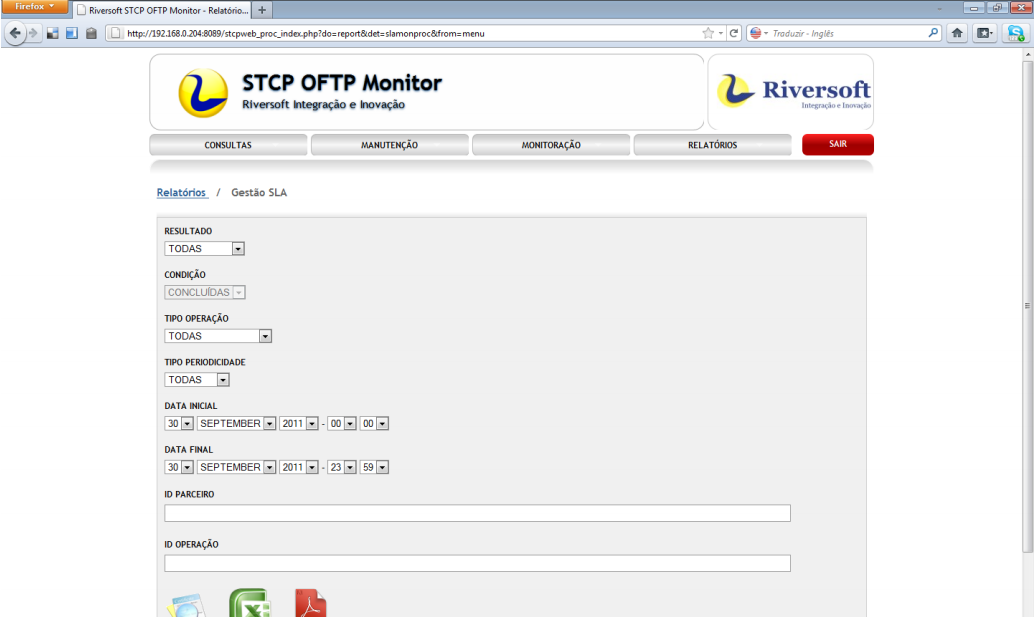 Firefox
Riversoft STCP OFTP Monitor - Relatório...
http://192.168.0.204:8089/stcpweb_proc_index.php?do=report&det=slamonproc&from=menu
Traduzir - Inglês
STCP OFTP Monitor
Riversoft Integração e Inovação
Riversoft
Integração e Inovação
CONSULTAS MANUTENÇÃO MONITORAÇÃO RELATÓRIOS SAIR
Relatórios / Gestão SLA
RESULTADO
TODAS
CONDIÇÃO
CONCLUÍDAS
TIPO OPERAÇÃO
TODAS
TIPO PERIODICIDADE
TODAS
DATA INICIAL
30 SEPTEMBER 2011 - 00 00
DATA FINAL
30 SEPTEMBER 2011 - 23 59
ID PARCEIRO
ID OPERAÇÃO